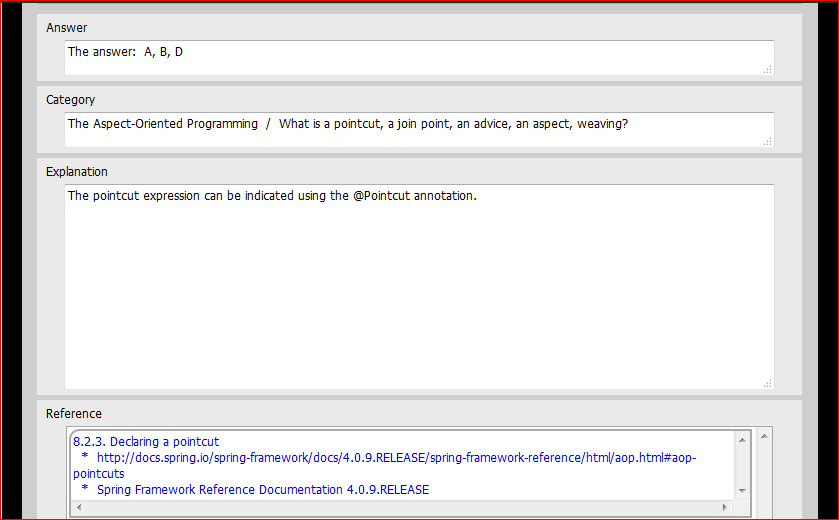 Answer
The answer:  A, B, D
Category
The Aspect-Oriented Programming  /  What is a pointcut, a join point, an advice, an aspect, weaving?
Explanation
The pointcut expression can be indicated using the @Pointcut annotation.
Reference
8.2.3. Declaring a pointcut
*  http://docs.spring.io/spring-framework/docs/4.0.9.RELEASE/spring-framework-reference/html/aop.html#aop-
pointcuts
*  Spring Framework Reference Documentation 4.0.9.RELEASE